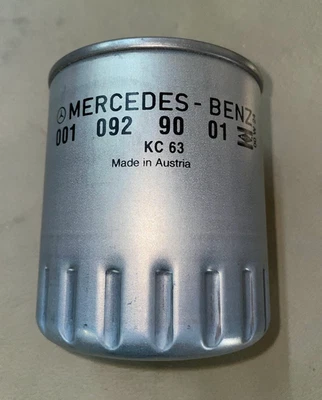 MERCEDES-BENZ
001 092 90 01
KC 63
Made in Austria